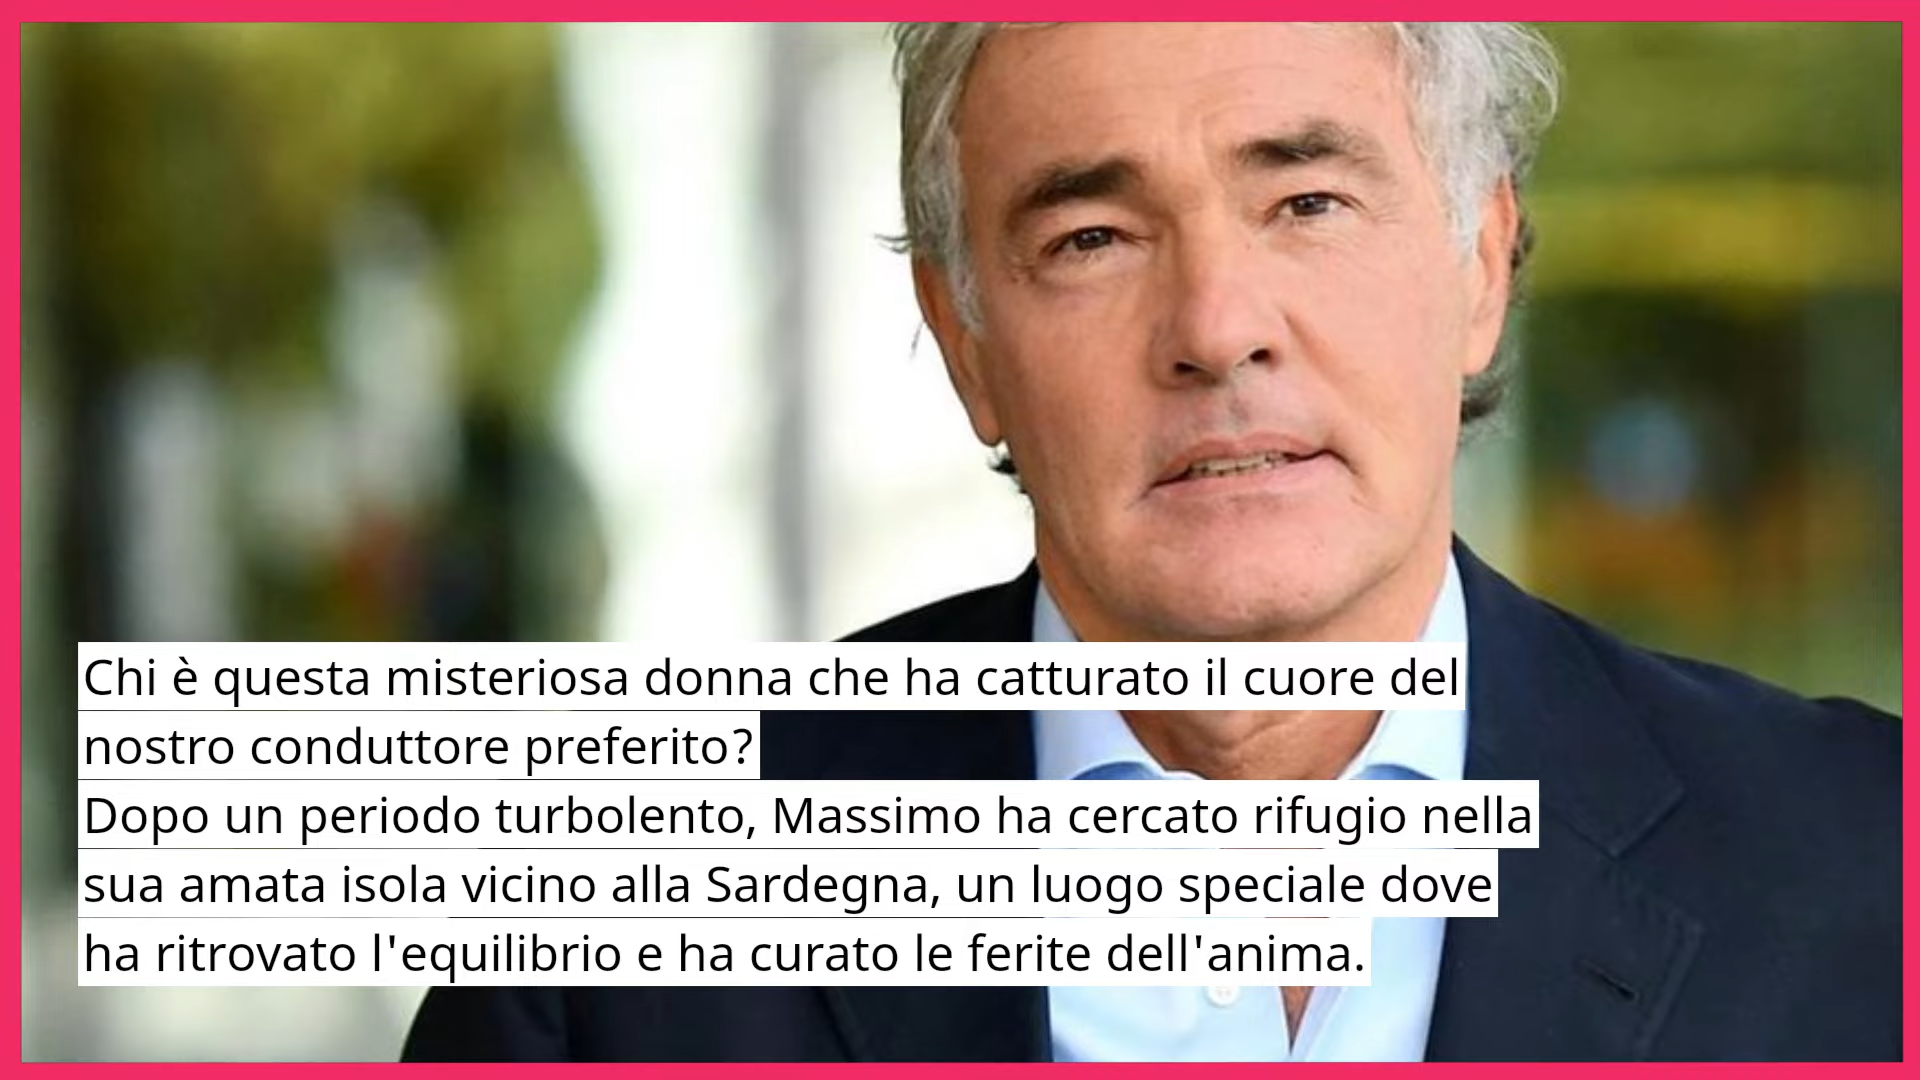 Chi è questa misteriosa donna che ha catturato il cuore del
nostro conduttore preferito?
Dopo un periodo turbolento, Massimo ha cercato rifugio nella
sua amata isola vicino alla Sardegna, un luogo speciale dove
ha ritrovato l'equilibrio e ha curato le ferite dell'anima.